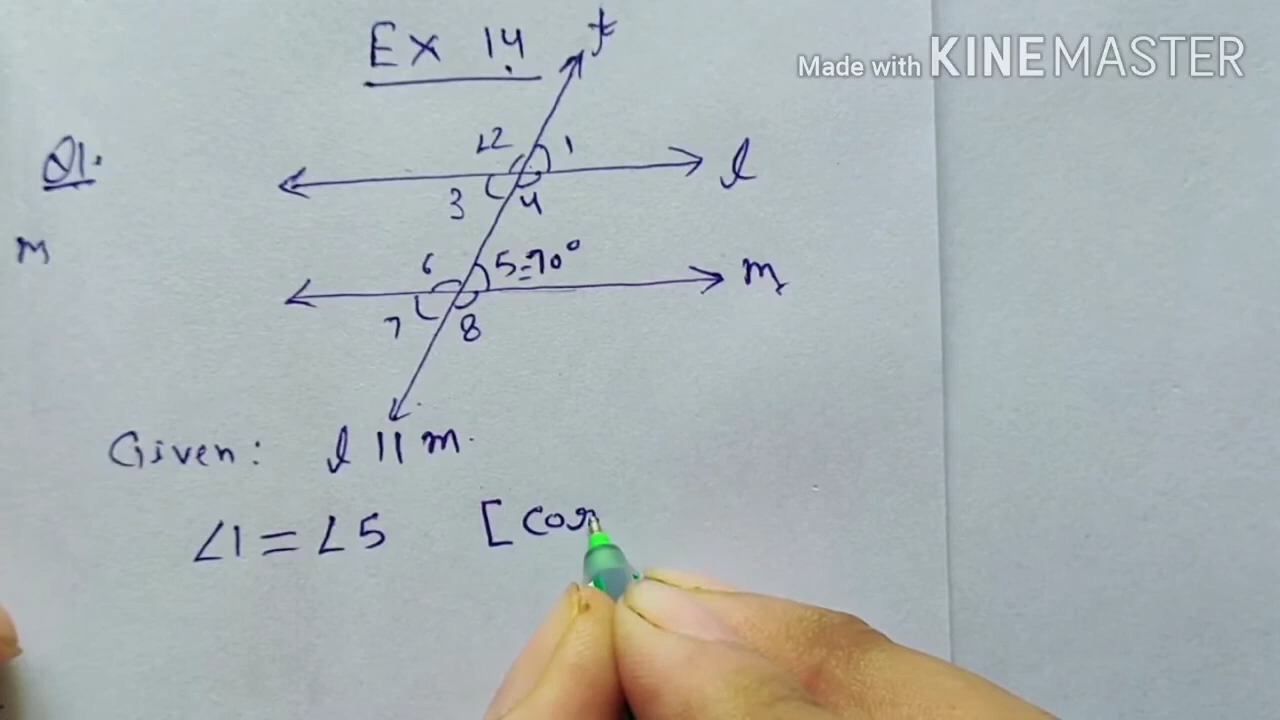 Ex 14
t
Made with KINEMASTER
Q1.
∠2 1
l
3 4
m
6 5=70°
m
7 8
Given: l || m.
∠1 = ∠5 [cor